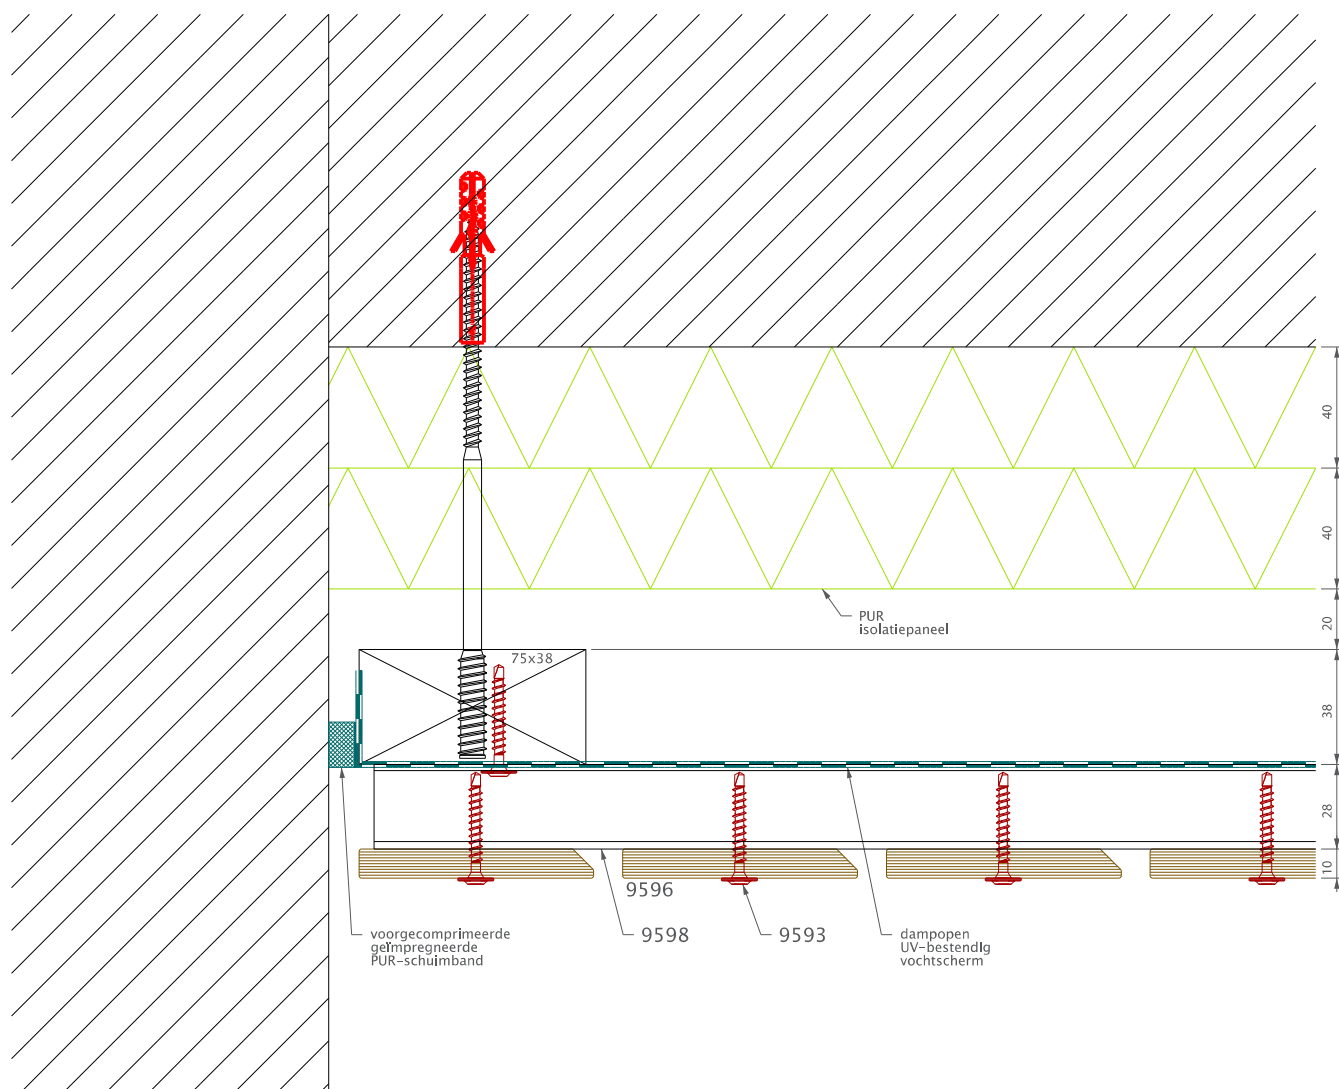 40
40
PUR
isolatiepaneel
20
75x38
38
28
10
9596
9598
9593
voorgecomprimeerde
geïmpregneerde
PUR-schuimband
dampopen
UV-bestendig
vochtscherm